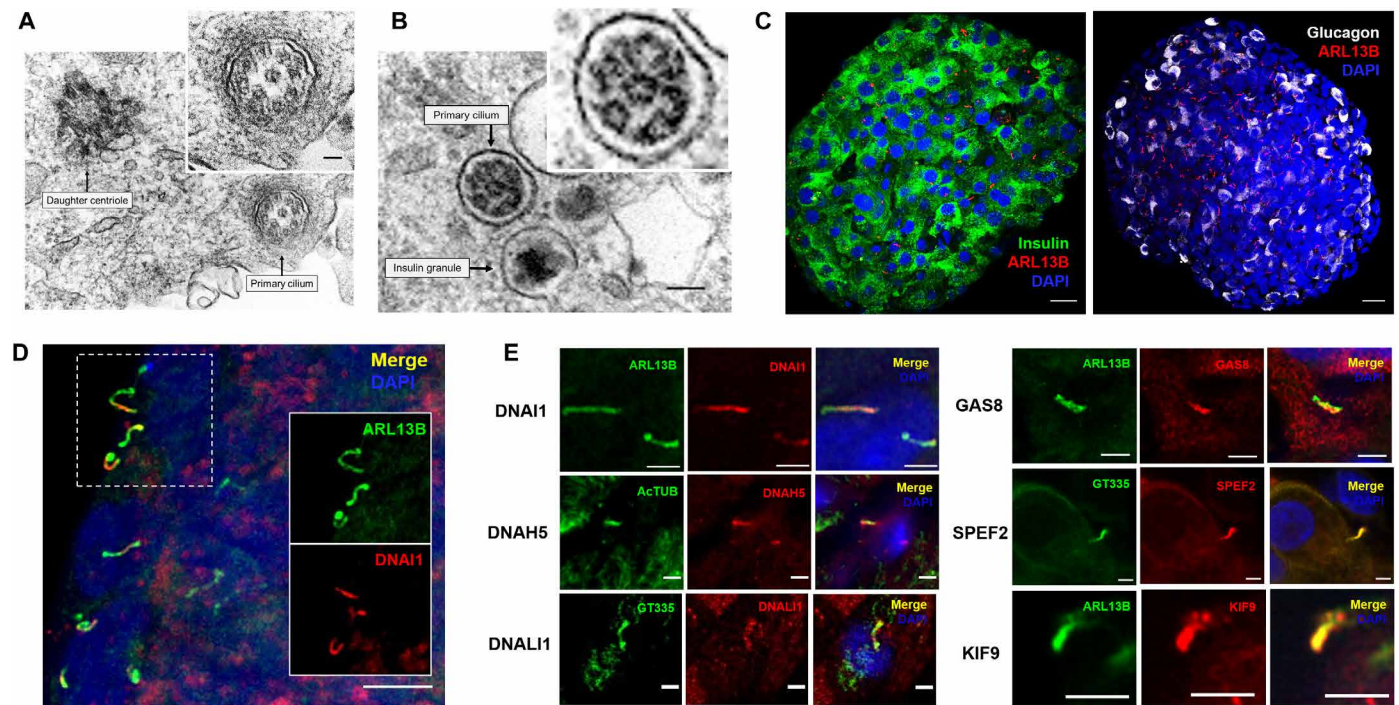 A
Daughter centriole
Primary cilium
B
Primary cilium
Insulin granule
C
Insulin
ARL13B
DAPI
Glucagon
ARL13B
DAPI
D
Merge
DAPI
ARL13B
DNAI1
E
DNAI1
ARL13B
DNAI1
Merge
DAPI
DNAH5
AcTUB
DNAH5
Merge
DAPI
DNALI1
GT335
DNALI1
Merge
DAPI
GAS8
ARL13B
GAS8
Merge
DAPI
SPEF2
GT335
SPEF2
Merge
DAPI
KIF9
ARL13B
KIF9
Merge
DAPI